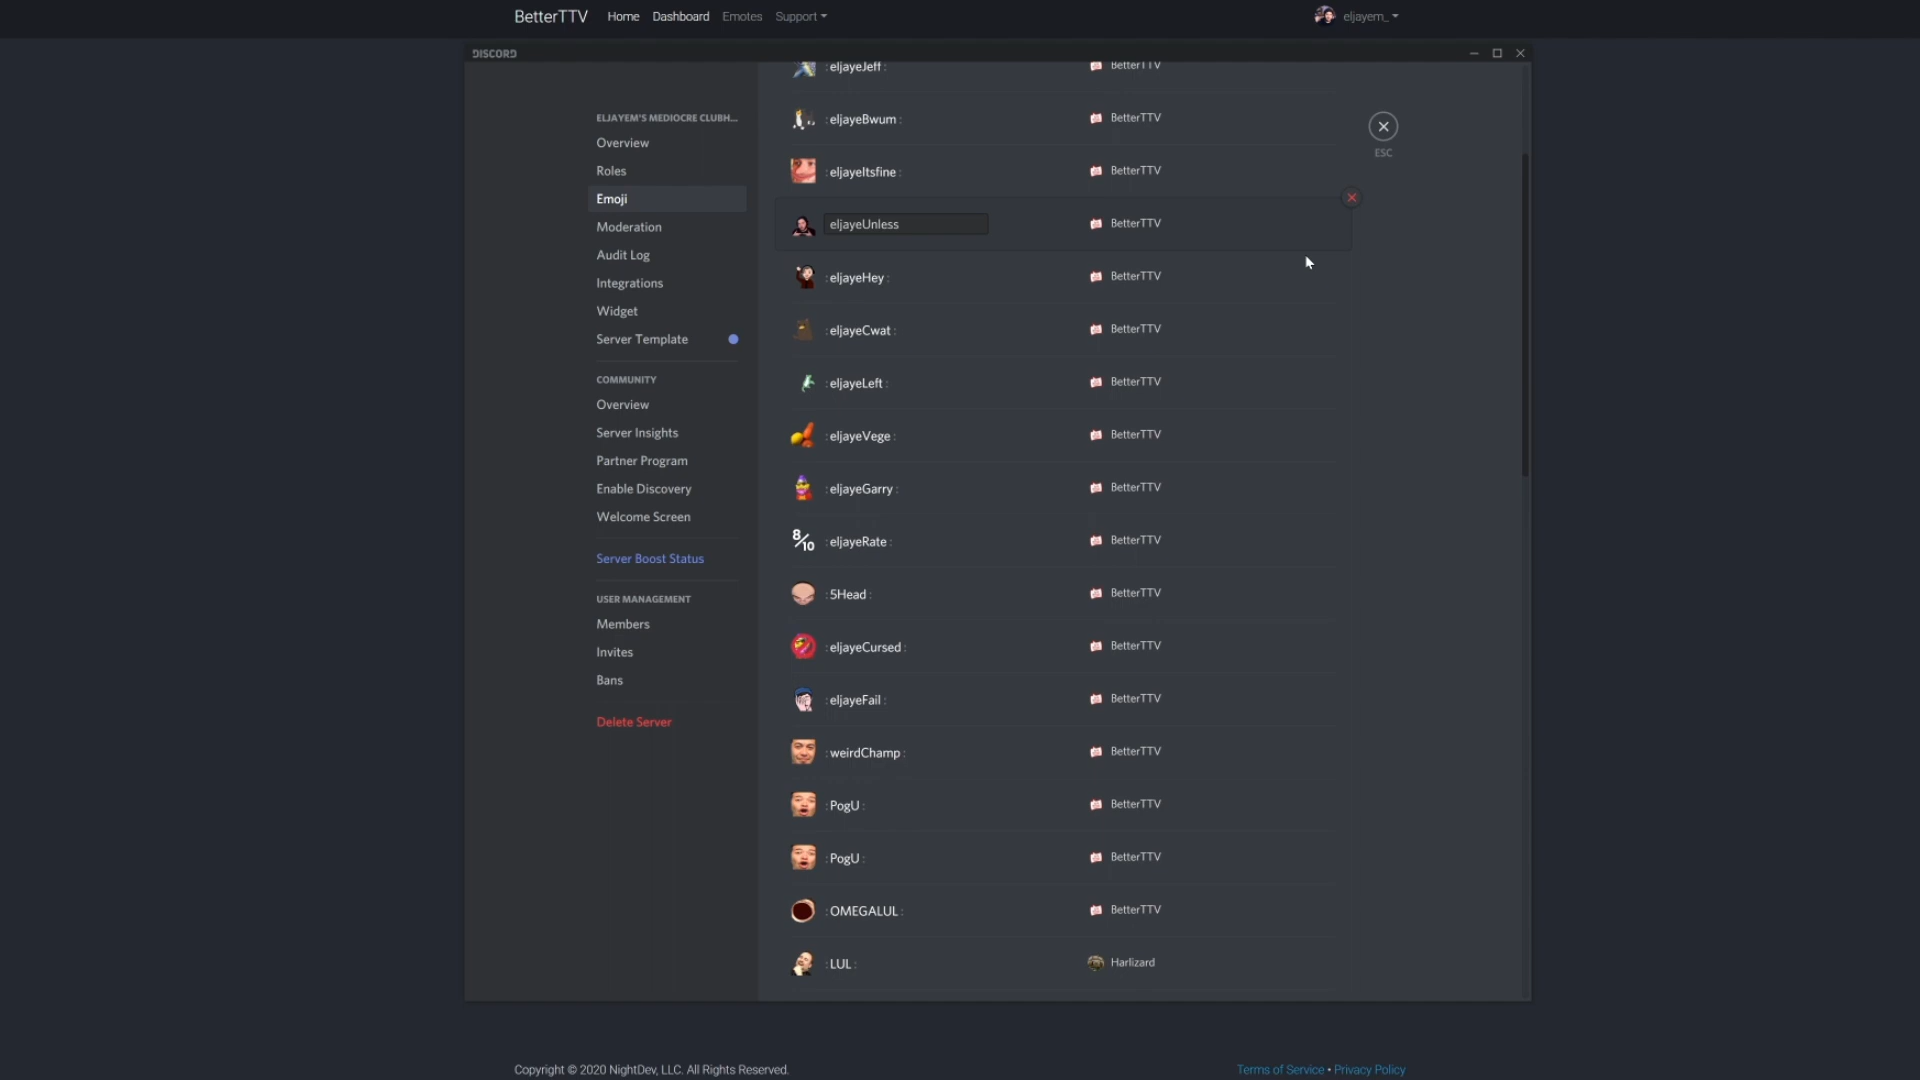 BetterTTV Home Dashboard Emotes Support eljayem_
DISCORD
ELJAYEM'S MEDIOCRE CLUBH...
Overview
Roles
Emoji
Moderation
Audit Log
Integrations
Widget
Server Template
COMMUNITY
Overview
Server Insights
Partner Program
Enable Discovery
Welcome Screen
Server Boost Status
USER MANAGEMENT
Members
Invites
Bans
Delete Server
:eljayeJeff: BetterTTV
:eljayeBwum: BetterTTV
:eljayeItsfine: BetterTTV
eljayeUnless BetterTTV
:eljayeHey: BetterTTV
:eljayeCwat: BetterTTV
:eljayeLeft: BetterTTV
:eljayeVege: BetterTTV
:eljayeGarry: BetterTTV
8/10 :eljayeRate: BetterTTV
:5Head: BetterTTV
:eljayeCursed: BetterTTV
:eljayeFail: BetterTTV
:weirdChamp: BetterTTV
:PogU: BetterTTV
:PogU: BetterTTV
:OMEGALUL: BetterTTV
:LUL: Harlizard
ESC
Copyright © 2020 NightDev, LLC. All Rights Reserved.
Terms of Service • Privacy Policy